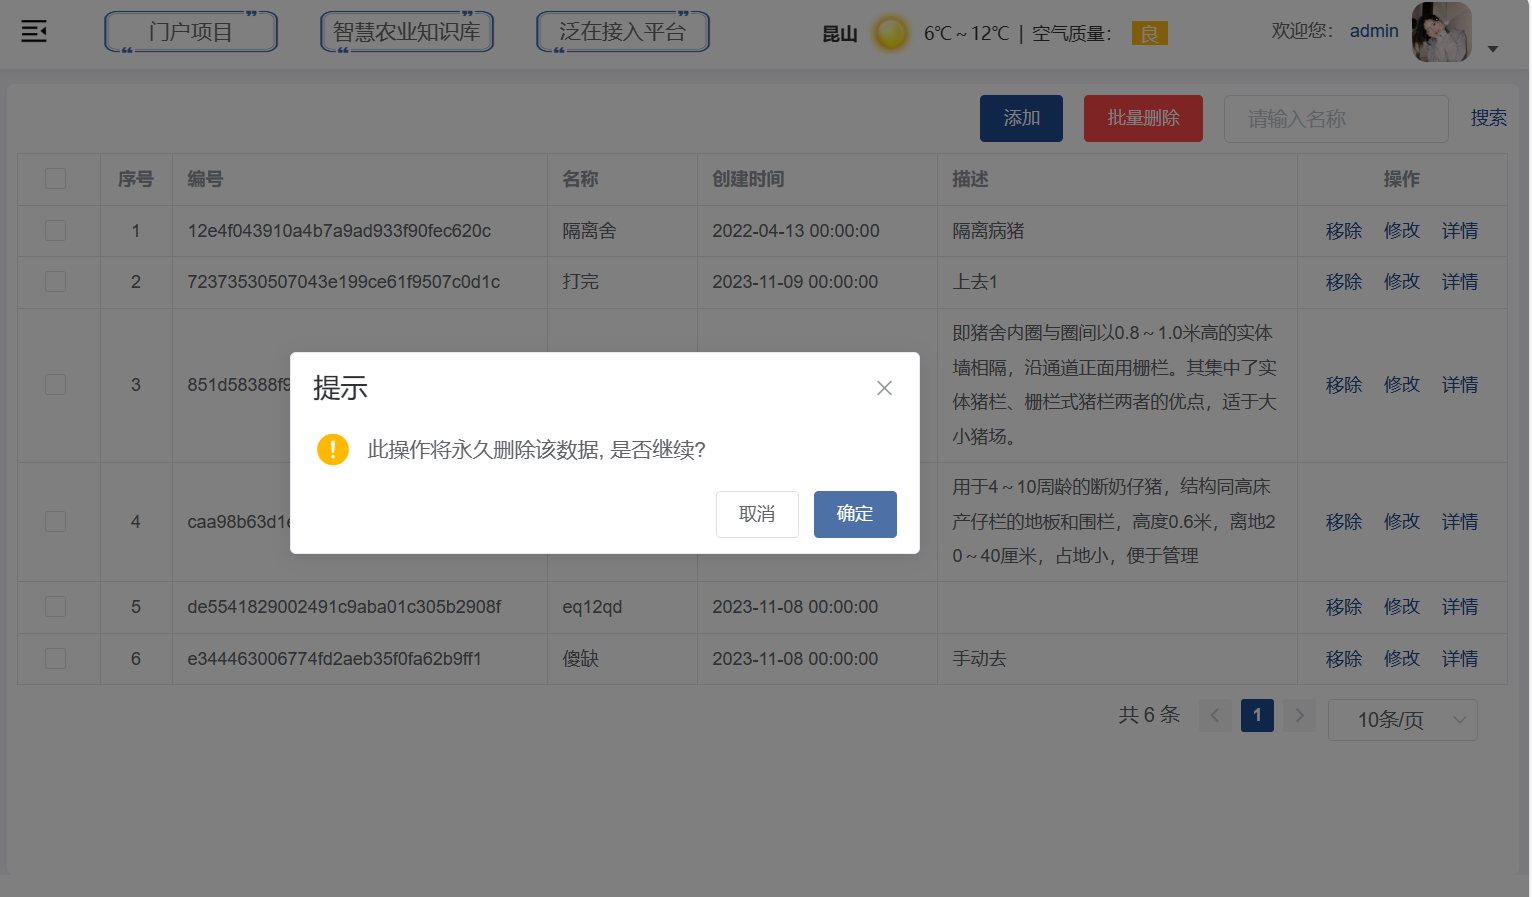 门户项目
智慧农业知识库
泛在接入平台
昆山 6℃～12℃ | 空气质量： 良
欢迎您： admin
添加 批量删除 请输入名称 搜索
序号 编号 名称 创建时间 描述 操作
1 12e4f043910a4b7a9ad933f90fec620c 隔离舍 2022-04-13 00:00:00 隔离病猪 移除 修改 详情
2 72373530507043e199ce61f9507c0d1c 打完 2023-11-09 00:00:00 上去1 移除 修改 详情
3 851d58388f9 移除 修改 详情
即猪舍内圈与圈间以0.8～1.0米高的实体
墙相隔，沿通道正面用栅栏。其集中了实
体猪栏、栅栏式猪栏两者的优点，适于大
小猪场。
4 caa98b63d1 移除 修改 详情
用于4～10周龄的断奶仔猪，结构同高床
产仔栏的地板和围栏，高度0.6米，离地2
0～40厘米，占地小，便于管理
5 de5541829002491c9aba01c305b2908f eq12qd 2023-11-08 00:00:00 移除 修改 详情
6 e344463006774fd2aeb35f0fa62b9ff1 傻缺 2023-11-08 00:00:00 手动去 移除 修改 详情
共 6 条 1 10条/页
提示
此操作将永久删除该数据, 是否继续?
取消 确定